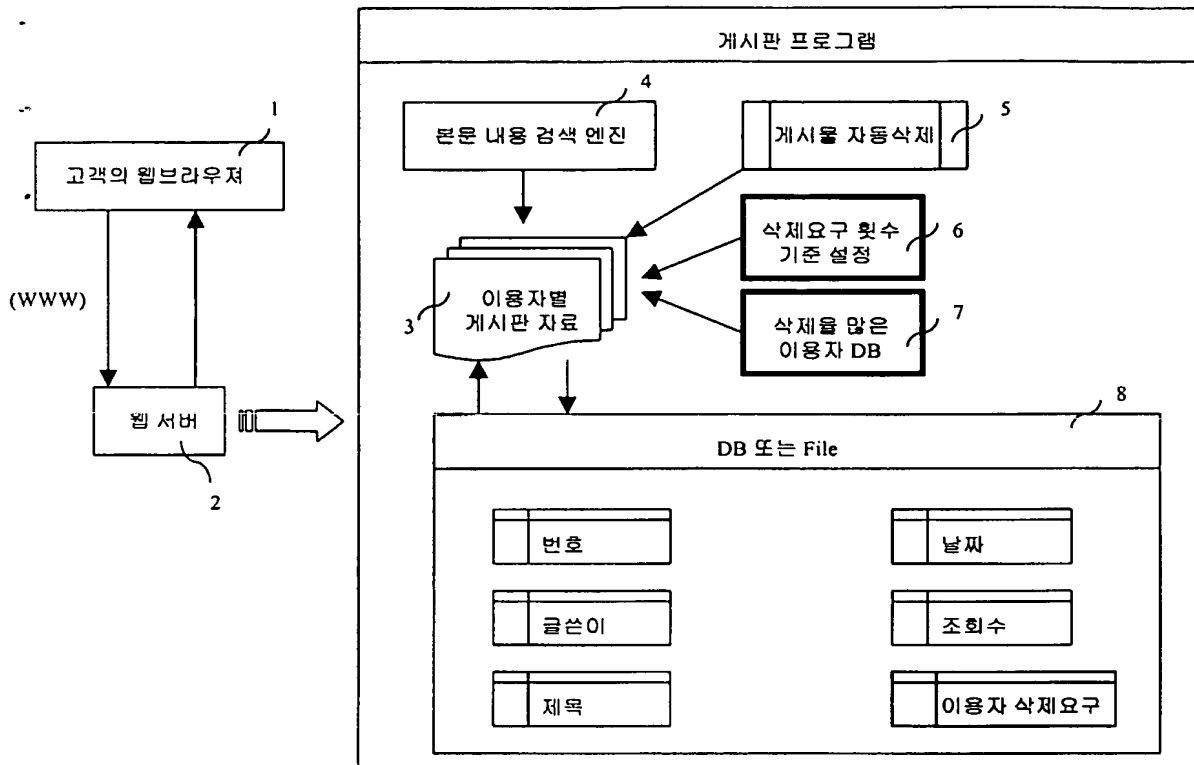 게시판 프로그램
4
본문 내용 검색 엔진
5
게시물 자동삭제
1
고객의 웹브라우져
삭제요구 횟수
기준 설정
6
(WWW)
3
이용자별
게시판 자료
삭제율 많은
이용자 DB
7
웹 서버
2
8
DB 또는 File
번호
날짜
글쓴이
조회수
제목
이용자 삭제요구